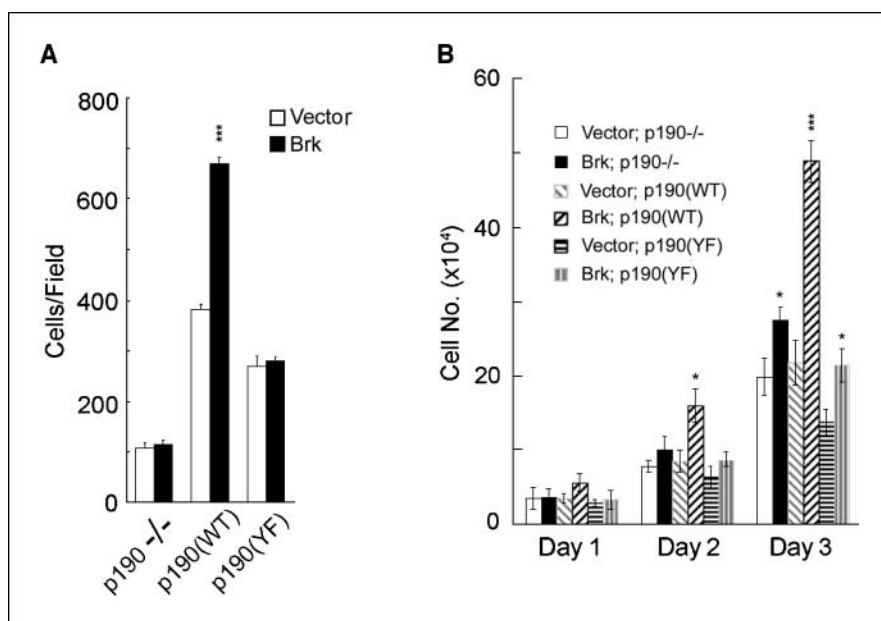 A
800
600
400
200
0
Cells/Field
Vector
Brk
***
p190 -/-
p190(WT)
p190(YF)
B
60
40
20
0
Cell No. (x10⁴)
Vector; p190-/-
Brk; p190-/-
Vector; p190(WT)
Brk; p190(WT)
Vector; p190(YF)
Brk; p190(YF)
*
*
***
*
Day 1 Day 2 Day 3